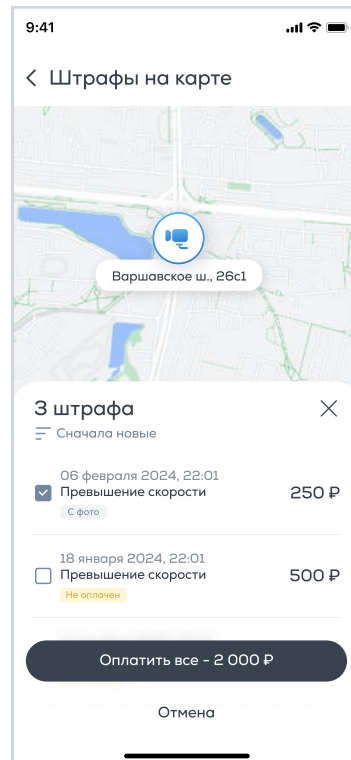 9:41
Штрафы на карте
Варшавское ш., 26с1
3 штрафа
Сначала новые
06 февраля 2024, 22:01
Превышение скорости
250 ₽
С фото
18 января 2024, 22:01
Превышение скорости
500 ₽
Не оплачен
Оплатить все - 2 000 ₽
Отмена